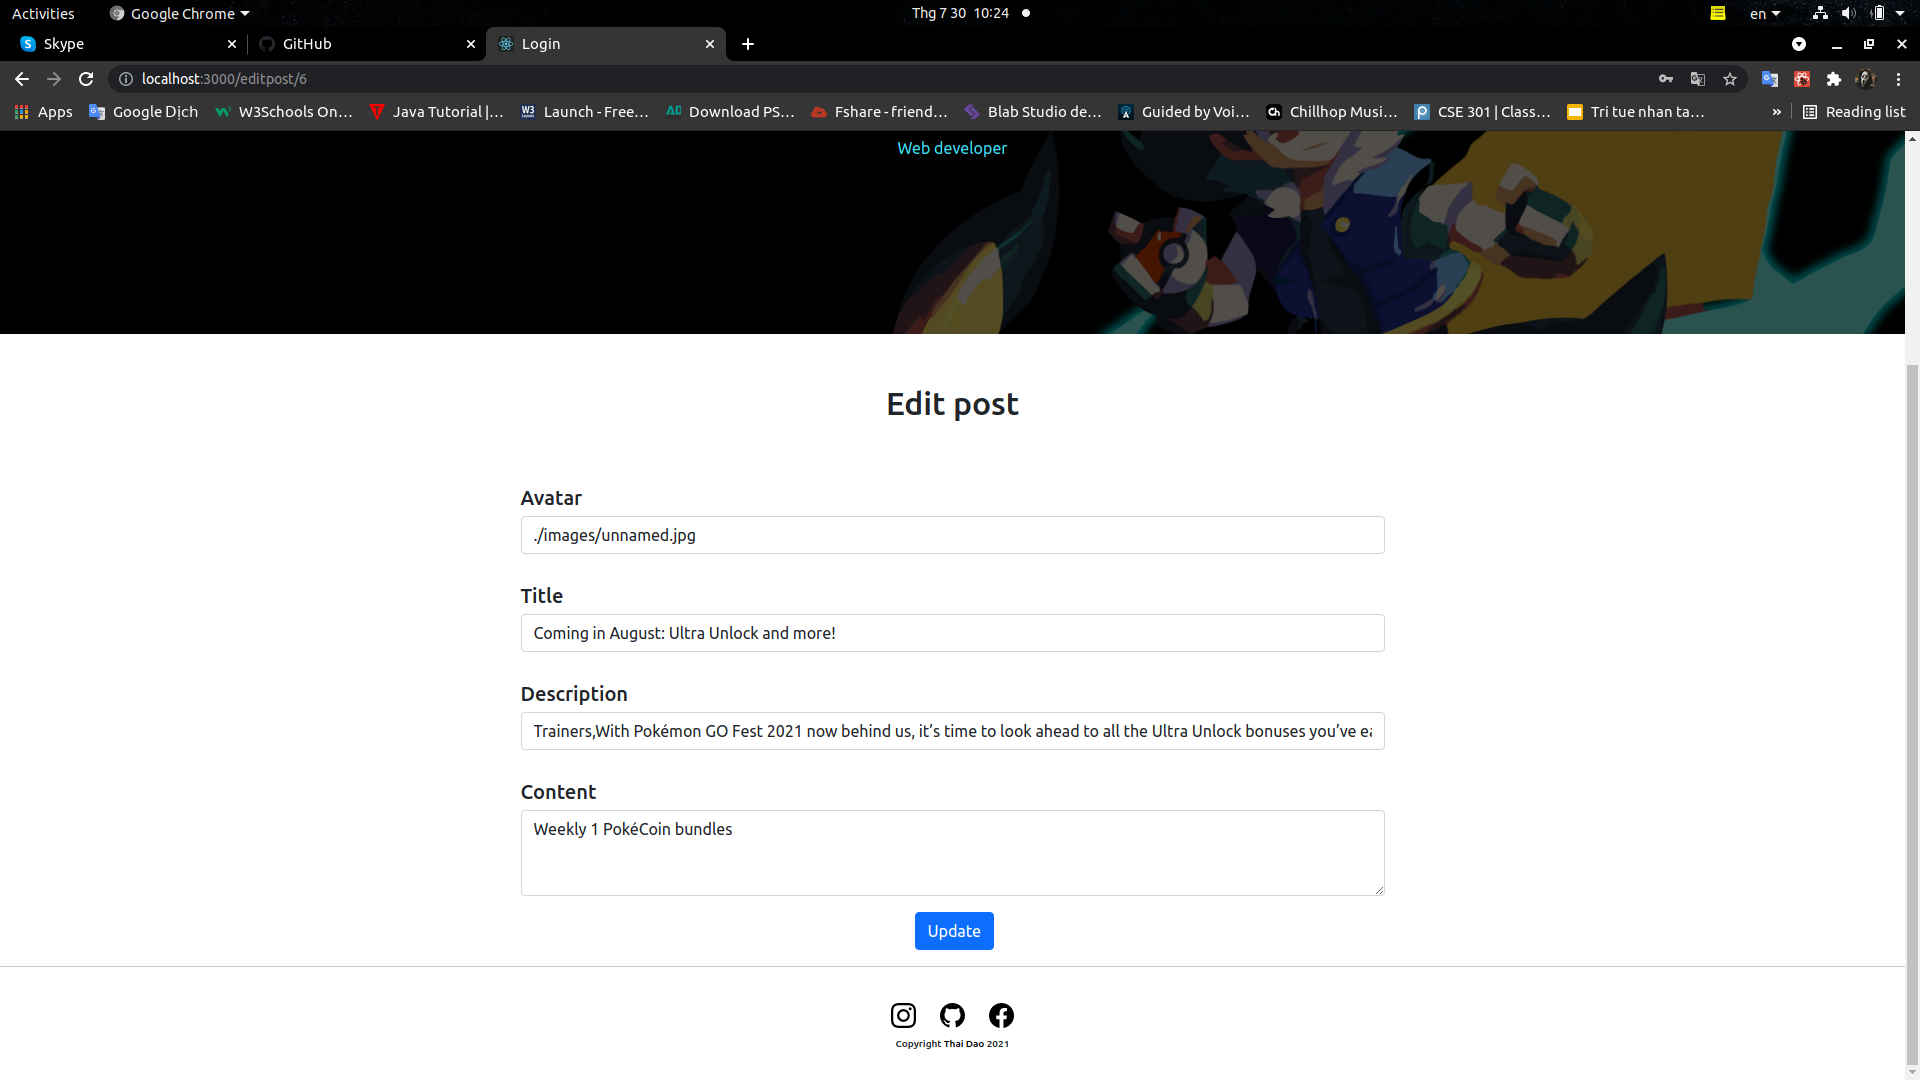 Activities Google Chrome Thg 7 30 10:24 en
Skype GitHub Login
localhost:3000/editpost/6
Apps Google Dịch W3Schools On... Java Tutorial |... Launch - Free... Download PS... Fshare - friend... Blab Studio de... Guided by Voi... Chillhop Musi... CSE 301 | Class... Tri tue nhan ta... » Reading list
Web developer
Edit post
Avatar
./images/unnamed.jpg
Title
Coming in August: Ultra Unlock and more!
Description
Trainers,With Pokémon GO Fest 2021 now behind us, it’s time to look ahead to all the Ultra Unlock bonuses you’ve ea
Content
Weekly 1 PokéCoin bundles
Update
Copyright Thai Dao 2021